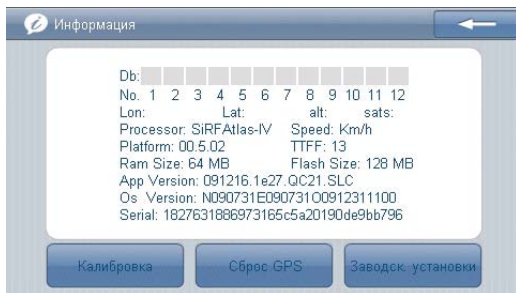 Информация
Db:
No. 1 2 3 4 5 6 7 8 9 10 11 12
Lon: Lat: alt: sats:
Processor: SiRFAtlas-IV Speed: Km/h
Platform: 00.5.02 TTFF: 13
Ram Size: 64 MB Flash Size: 128 MB
App Version: 091216.1e27.QC21.SLC
Os Version: N090731E090731O0912311100
Serial: 1827631886973165c5a20190de9bb796
Калибровка Сброс GPS Заводск. установки